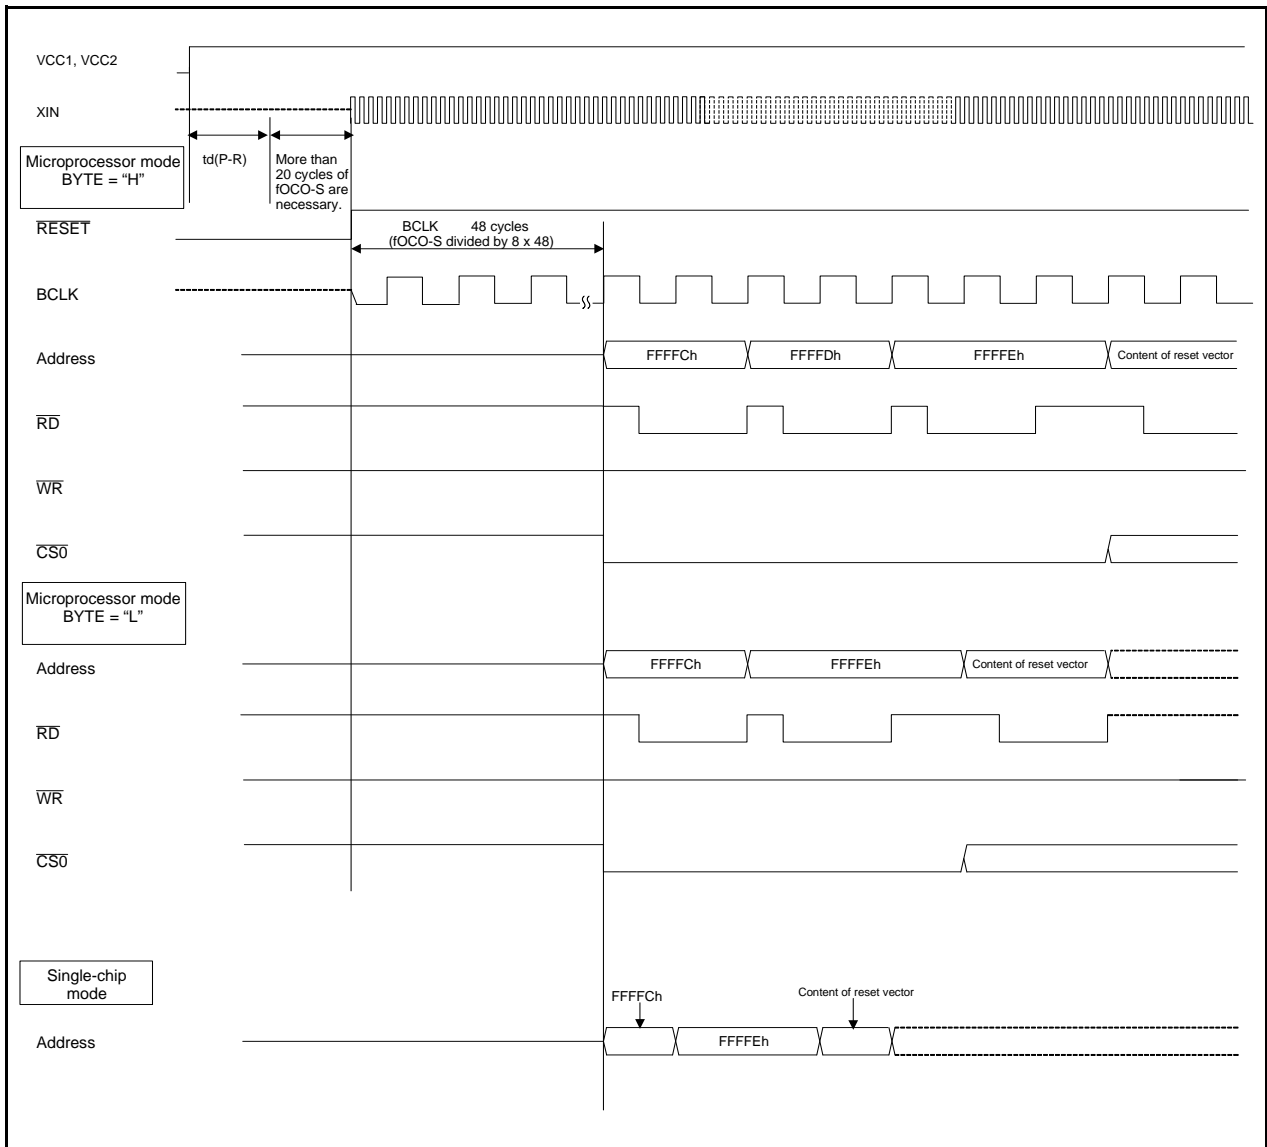 VCC1, VCC2
XIN
td(P-R)
More than
20 cycles of
fOCO-S are
necessary.
Microprocessor mode
BYTE = “H”
RESET
BCLK 48 cycles
(fOCO-S divided by 8 x 48)
BCLK
Address
FFFFCh
FFFFDh
FFFFEh
Content of reset vector
RD
WR
CS0
Microprocessor mode
BYTE = “L”
Address
FFFFCh
FFFFEh
Content of reset vector
RD
WR
CS0
Single-chip
mode
FFFFCh
Content of reset vector
Address
FFFFEh